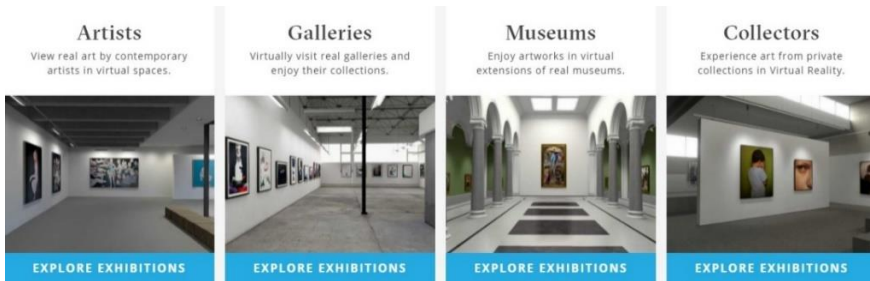 Artists
View real art by contemporary
artists in virtual spaces.
EXPLORE EXHIBITIONS
Galleries
Virtually visit real galleries and
enjoy their collections.
EXPLORE EXHIBITIONS
Museums
Enjoy artworks in virtual
extensions of real museums.
EXPLORE EXHIBITIONS
Collectors
Experience art from private
collections in Virtual Reality.
EXPLORE EXHIBITIONS